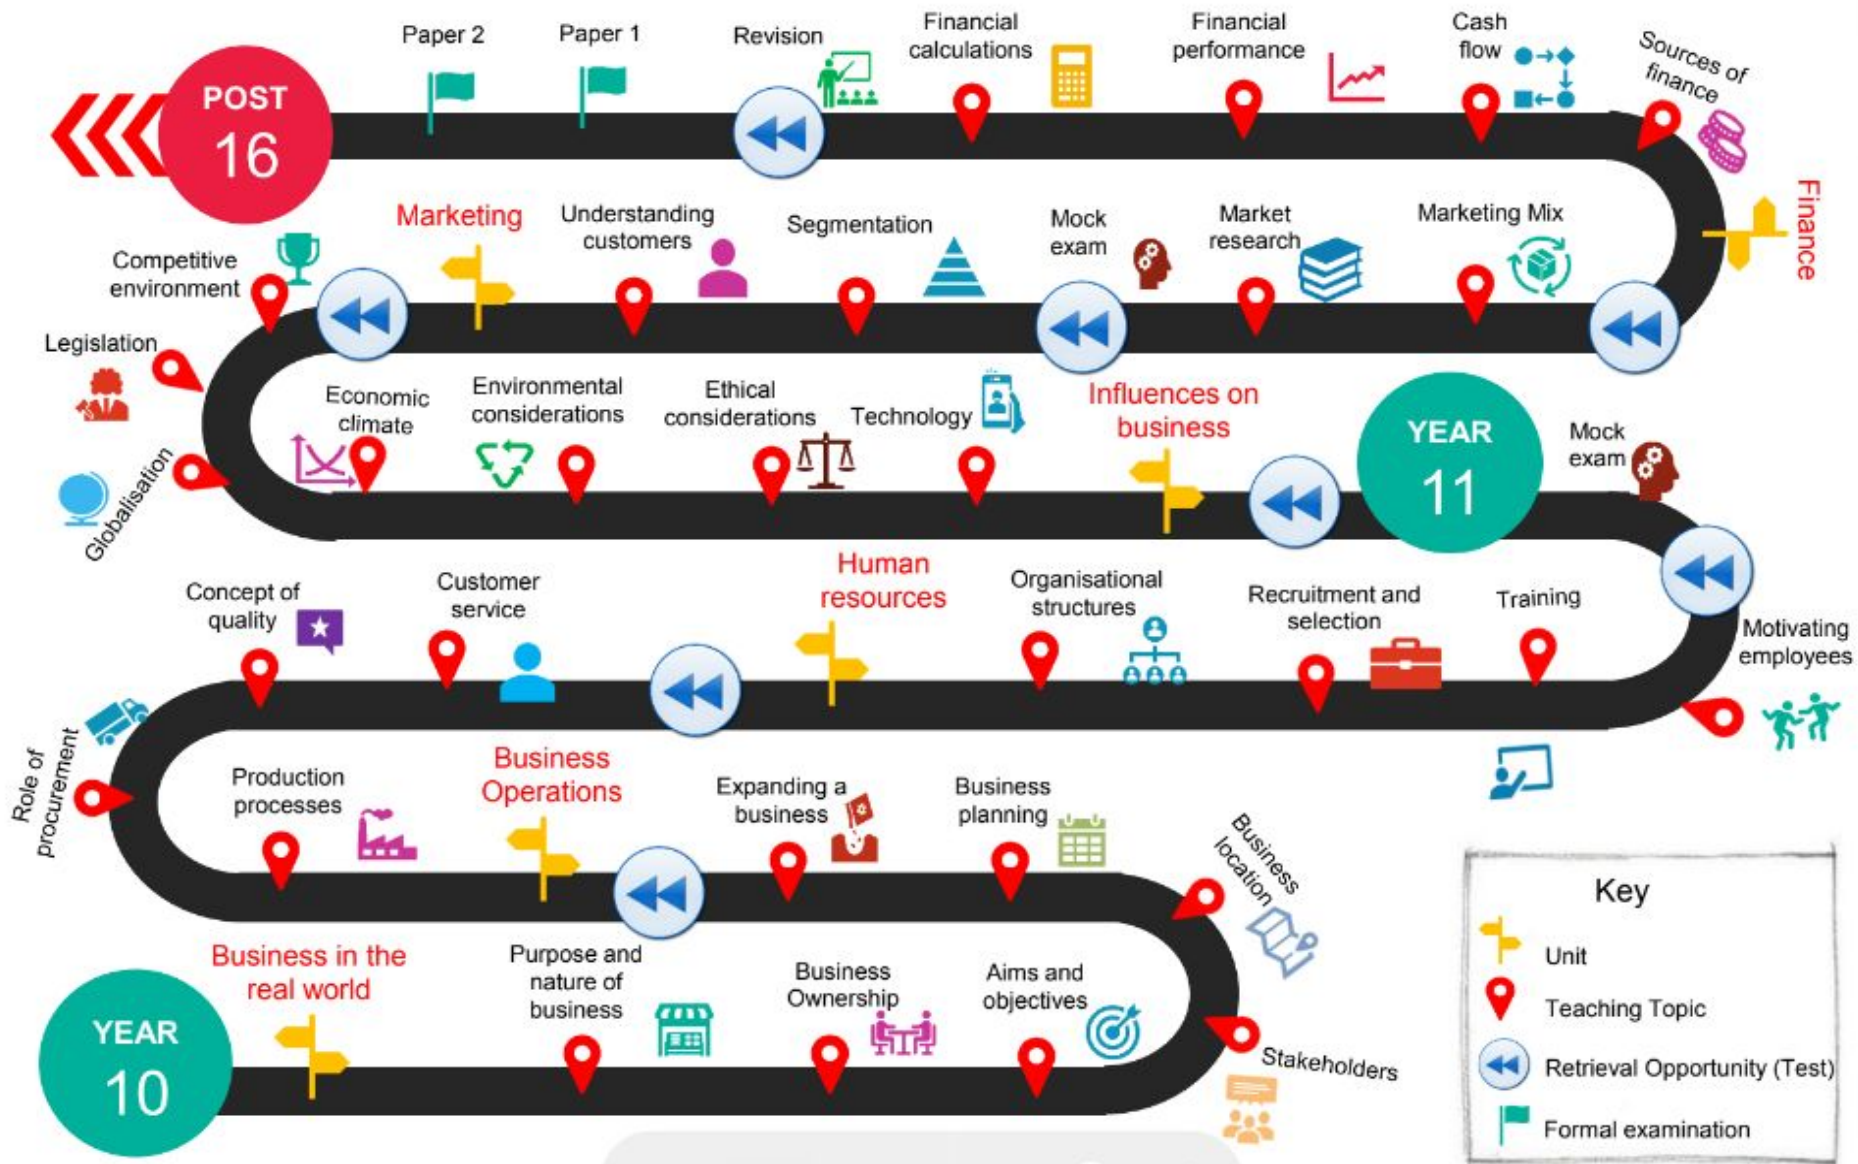 Paper 2
Paper 1
Revision
Financial
calculations
Financial
performance
Cash
flow
Sources of
finance
POST
16
Finance
Marketing
Understanding
customers
Segmentation
Mock
exam
Market
research
Marketing Mix
Competitive
environment
Legislation
Globalisation
Economic
climate
Environmental
considerations
Ethical
considerations
Technology
Influences on
business
YEAR
11
Mock
exam
Concept of
quality
Customer
service
Human
resources
Organisational
structures
Recruitment and
selection
Training
Motivating
employees
Role of
procurement
Production
processes
Business
Operations
Expanding a
business
Business
planning
Business
location
Business in the
real world
Purpose and
nature of
business
Business
Ownership
Aims and
objectives
Stakeholders
YEAR
10
Key
Unit
Teaching Topic
Retrieval Opportunity (Test)
Formal examination